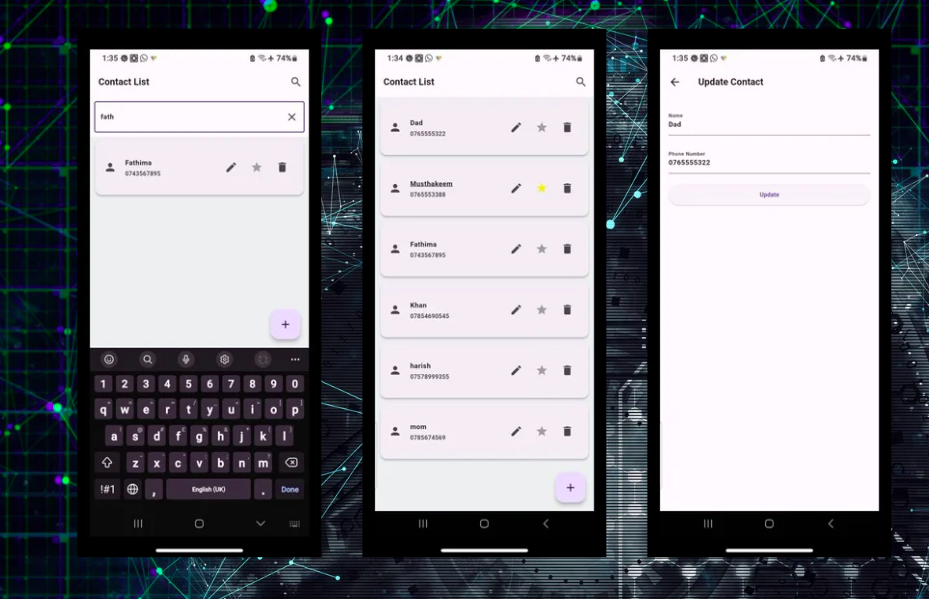 1:35
74%
Contact List
fath
Fathima
0743567895
+
1 2 3 4 5 6 7 8 9 0
q w e r t y u i o p
a s d f g h j k l
z x c v b n m
!#1 , English (UK) . Done
1:34
74%
Contact List
Dad
0765555322
Musthakeem
0765553388
Fathima
0743567895
Khan
07854690545
harish
07578999355
mom
0785674569
+
1:35
74%
Update Contact
Name
Dad
Phone Number
0765555322
Update